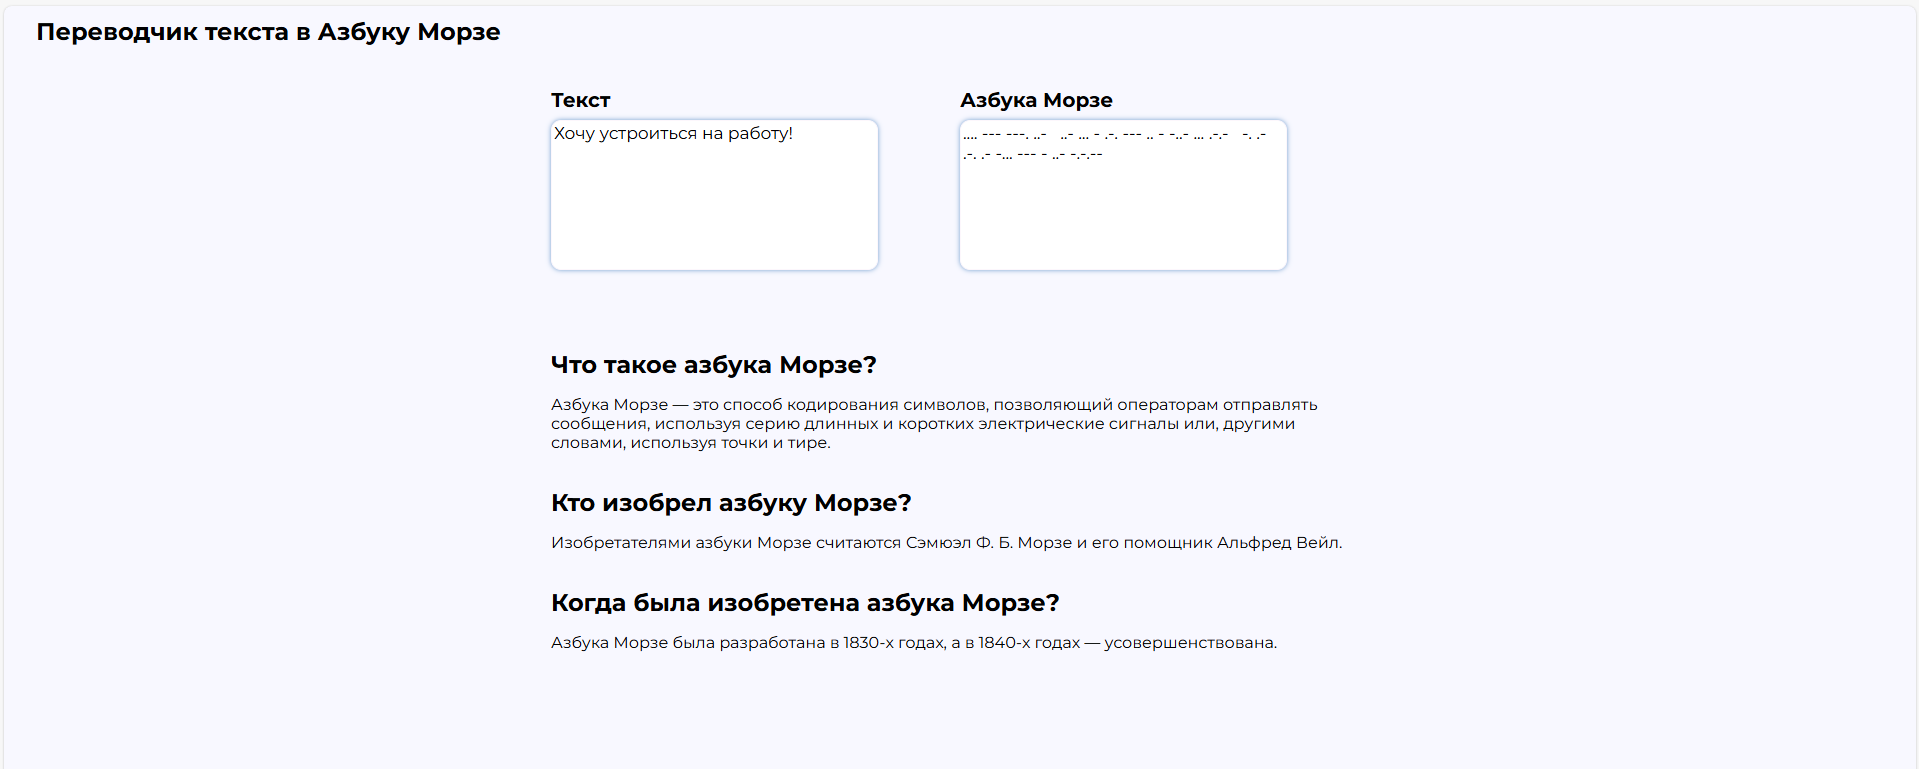 Переводчик текста в Азбуку Морзе
Текст
Азбука Морзе
Хочу устроиться на работу!
.... --- ---. ..-   ..- ... - .-. --- .. - -..- ... .-.-   -. .-
.-. .- -... --- - ..- -.-.--
Что такое азбука Морзе?
Азбука Морзе — это способ кодирования символов, позволяющий операторам отправлять
сообщения, используя серию длинных и коротких электрические сигналы или, другими
словами, используя точки и тире.
Кто изобрел азбуку Морзе?
Изобретателями азбуки Морзе считаются Сэмюэл Ф. Б. Морзе и его помощник Альфред Вейл.
Когда была изобретена азбука Морзе?
Азбука Морзе была разработана в 1830-х годах, а в 1840-х годах — усовершенствована.